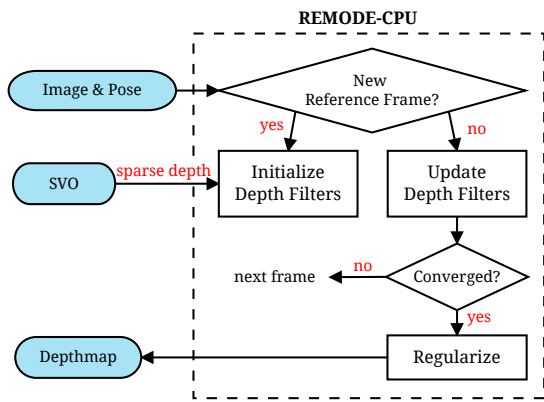 REMODE-CPU
Image & Pose
New
Reference Frame?
yes
no
SVO
sparse depth
Initialize
Depth Filters
Update
Depth Filters
next frame
no
Converged?
yes
Depthmap
Regularize